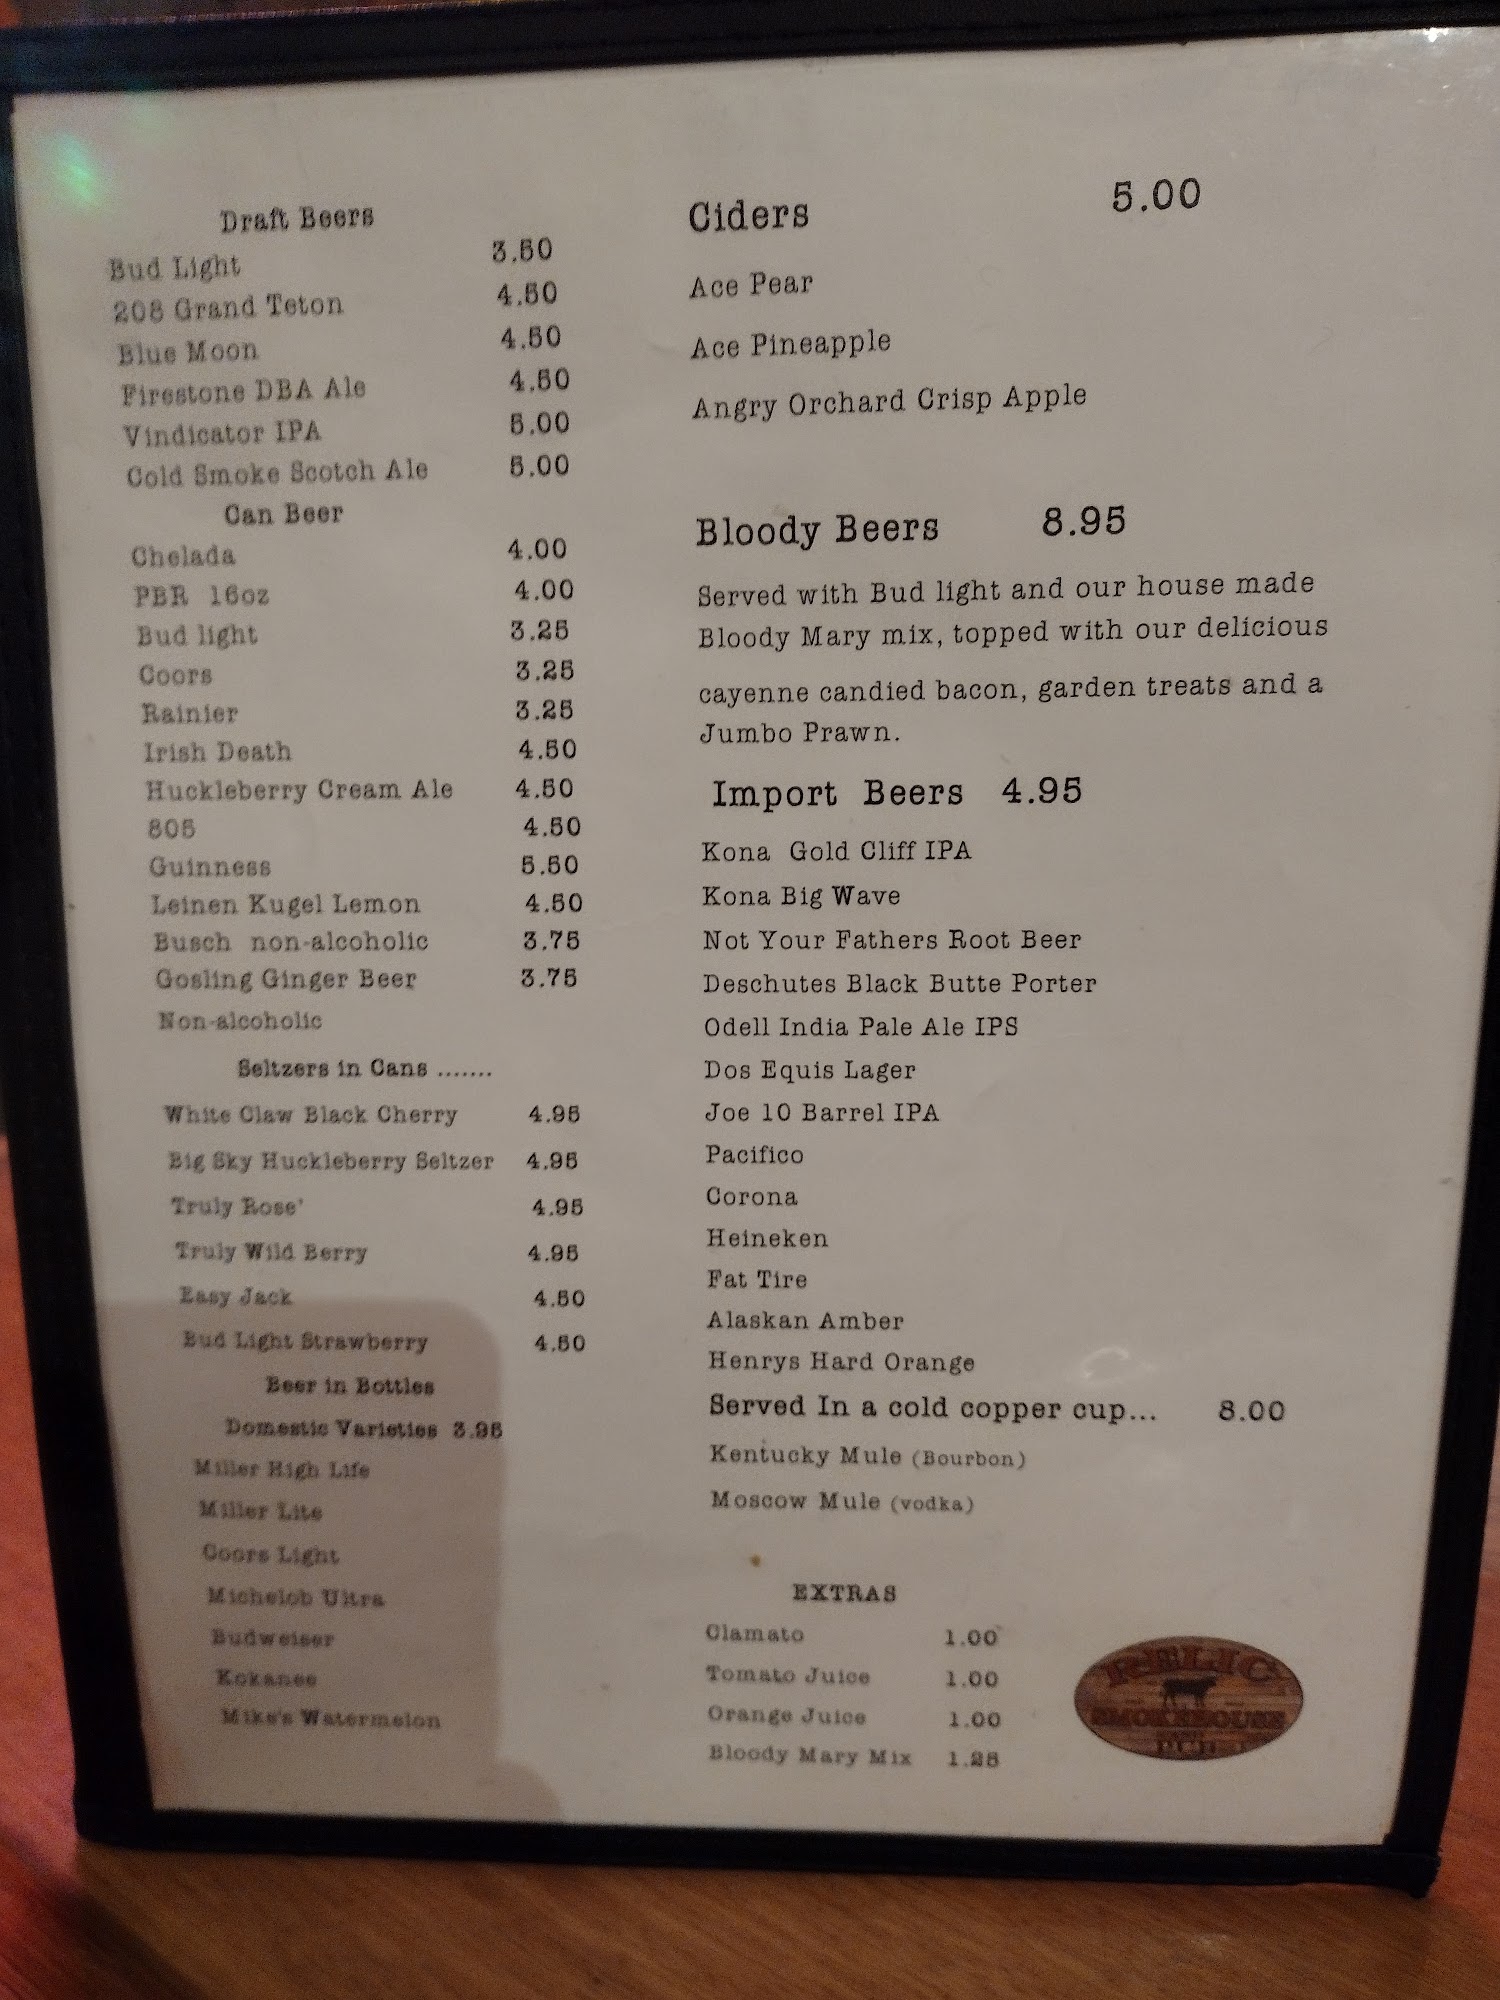 Draft Beers
Bud Light 3.50
208 Grand Teton 4.50
Blue Moon 4.50
Firestone DBA Ale 4.50
Vindicator IPA 5.00
Cold Smoke Scotch Ale 5.00
Can Beer
Chelada 4.00
PBR 16oz 4.00
Bud light 3.25
Coors 3.25
Rainier 3.25
Irish Death 4.50
Huckleberry Cream Ale 4.50
805 4.50
Guinness 5.50
Leinen Kugel Lemon 4.50
Busch non-alcoholic 3.75
Gosling Ginger Beer 3.75
Non-alcoholic
Seltzers in Cans .......
White Claw Black Cherry 4.95
Big Sky Huckleberry Seltzer 4.95
Truly Rose' 4.95
Truly Wild Berry 4.95
Easy Jack 4.50
Bud Light Strawberry 4.50
Beer in Bottles
Domestic Varieties 3.95
Miller High Life
Miller Lite
Coors Light
Michelob Ultra
Budweiser
Kokanee
Mike's Watermelon
Ciders 5.00
Ace Pear
Ace Pineapple
Angry Orchard Crisp Apple
Bloody Beers 8.95
Served with Bud light and our house made
Bloody Mary mix, topped with our delicious
cayenne candied bacon, garden treats and a
Jumbo Prawn.
Import Beers 4.95
Kona Gold Cliff IPA
Kona Big Wave
Not Your Fathers Root Beer
Deschutes Black Butte Porter
Odell India Pale Ale IPS
Dos Equis Lager
Joe 10 Barrel IPA
Pacifico
Corona
Heineken
Fat Tire
Alaskan Amber
Henrys Hard Orange
Served In a cold copper cup... 8.00
Kentucky Mule (Bourbon)
Moscow Mule (vodka)
EXTRAS
Clamato 1.00
Tomato Juice 1.00
Orange Juice 1.00
Bloody Mary Mix 1.25
RELIC
SMOKEHOUSE